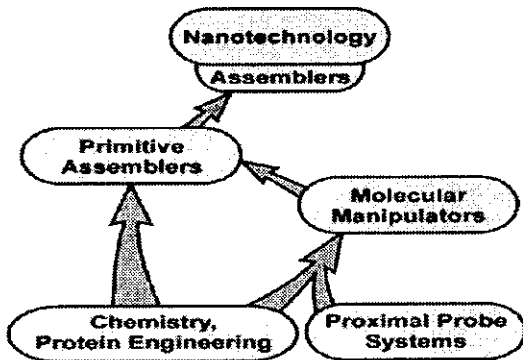 Nanotechnology
Assemblers
Primitive
Assemblers
Molecular
Manipulators
Chemistry,
Protein Engineering
Proximal Probe
Systems